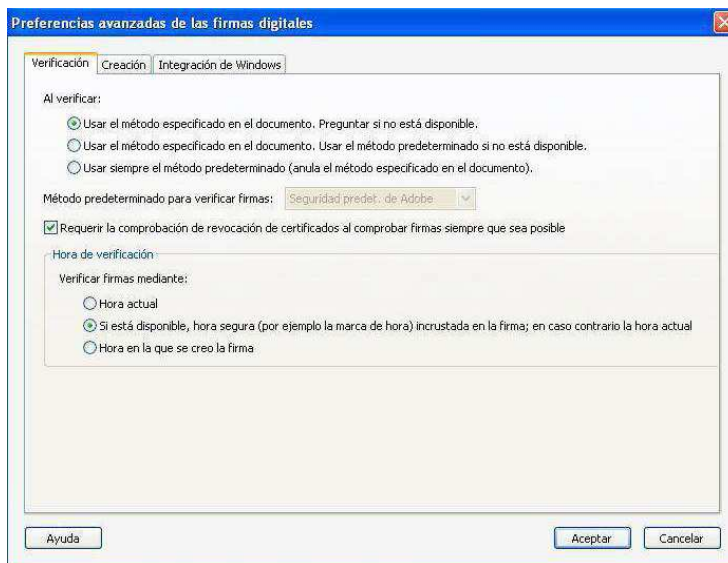 Preferencias avanzadas de las firmas digitales
Verificación Creación Integración de Windows
Al verificar:
Usar el método especificado en el documento. Preguntar si no está disponible.
Usar el método especificado en el documento. Usar el método predeterminado si no está disponible.
Usar siempre el método predeterminado (anula el método especificado en el documento).
Método predeterminado para verificar firmas: Seguridad predet. de Adobe
Requerir la comprobación de revocación de certificados al comprobar firmas siempre que sea posible
Hora de verificación
Verificar firmas mediante:
Hora actual
Si está disponible, hora segura (por ejemplo la marca de hora) incrustada en la firma; en caso contrario la hora actual
Hora en la que se creo la firma
Ayuda Aceptar Cancelar